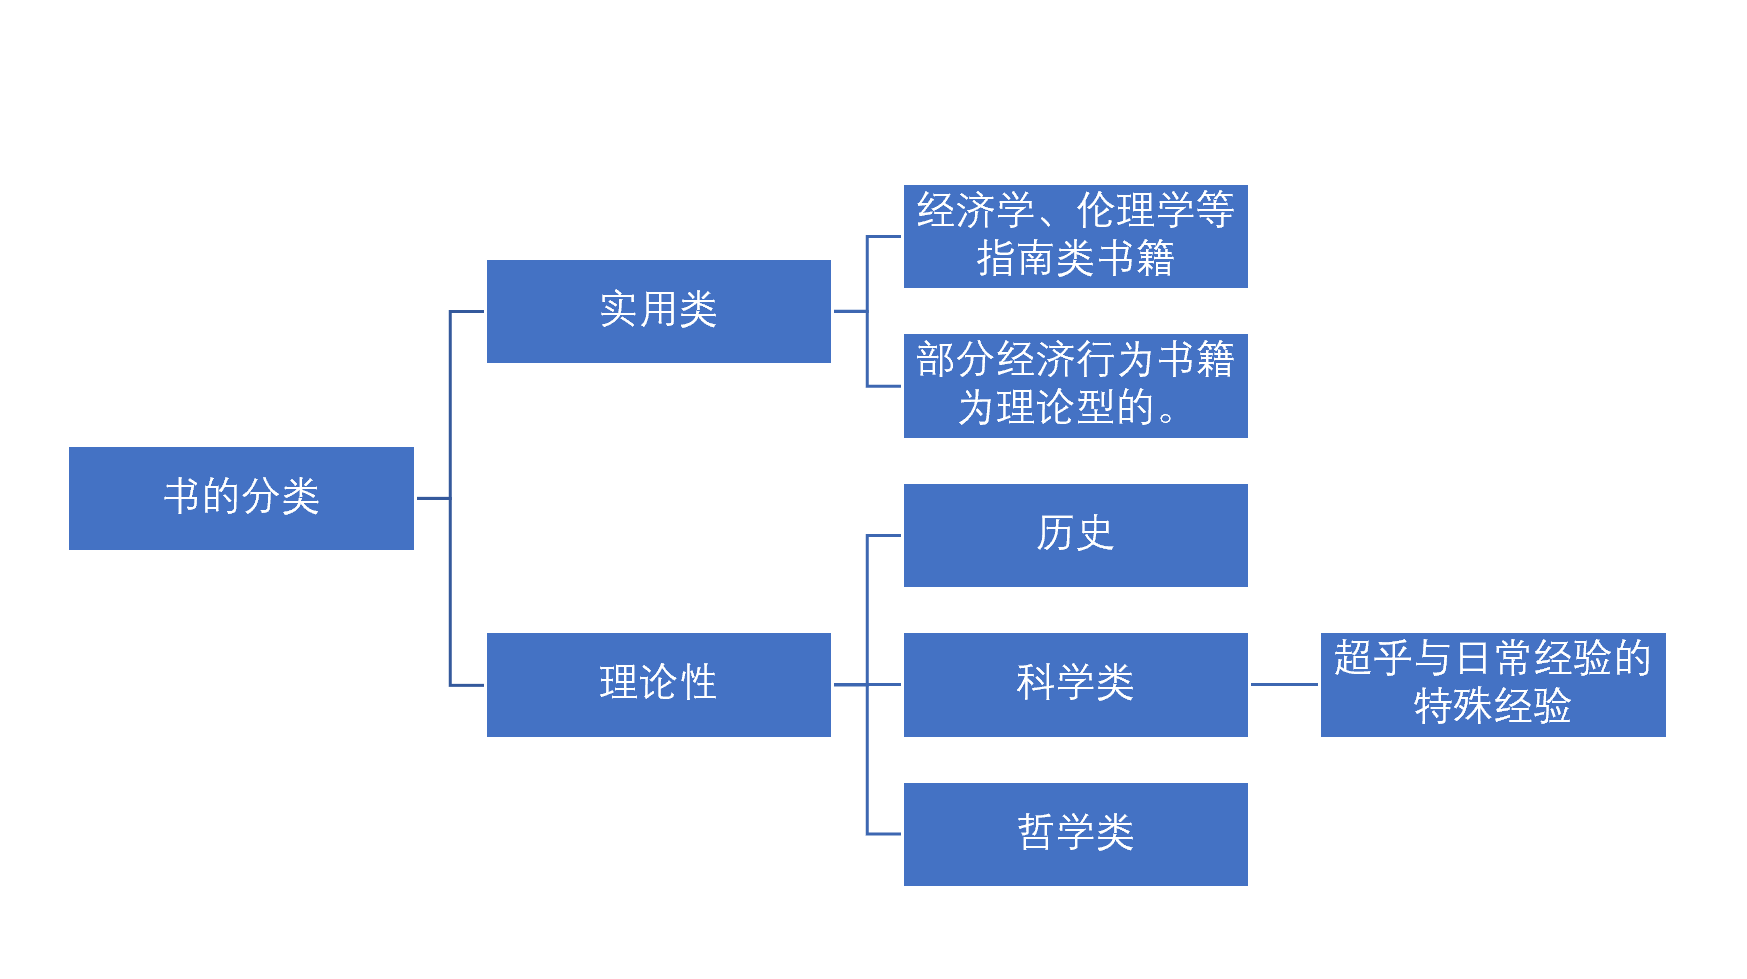 书的分类
实用类
经济学、伦理学等
指南类书籍
部分经济行为书籍
为理论型的。
理论性
历史
科学类
超乎与日常经验的
特殊经验
哲学类